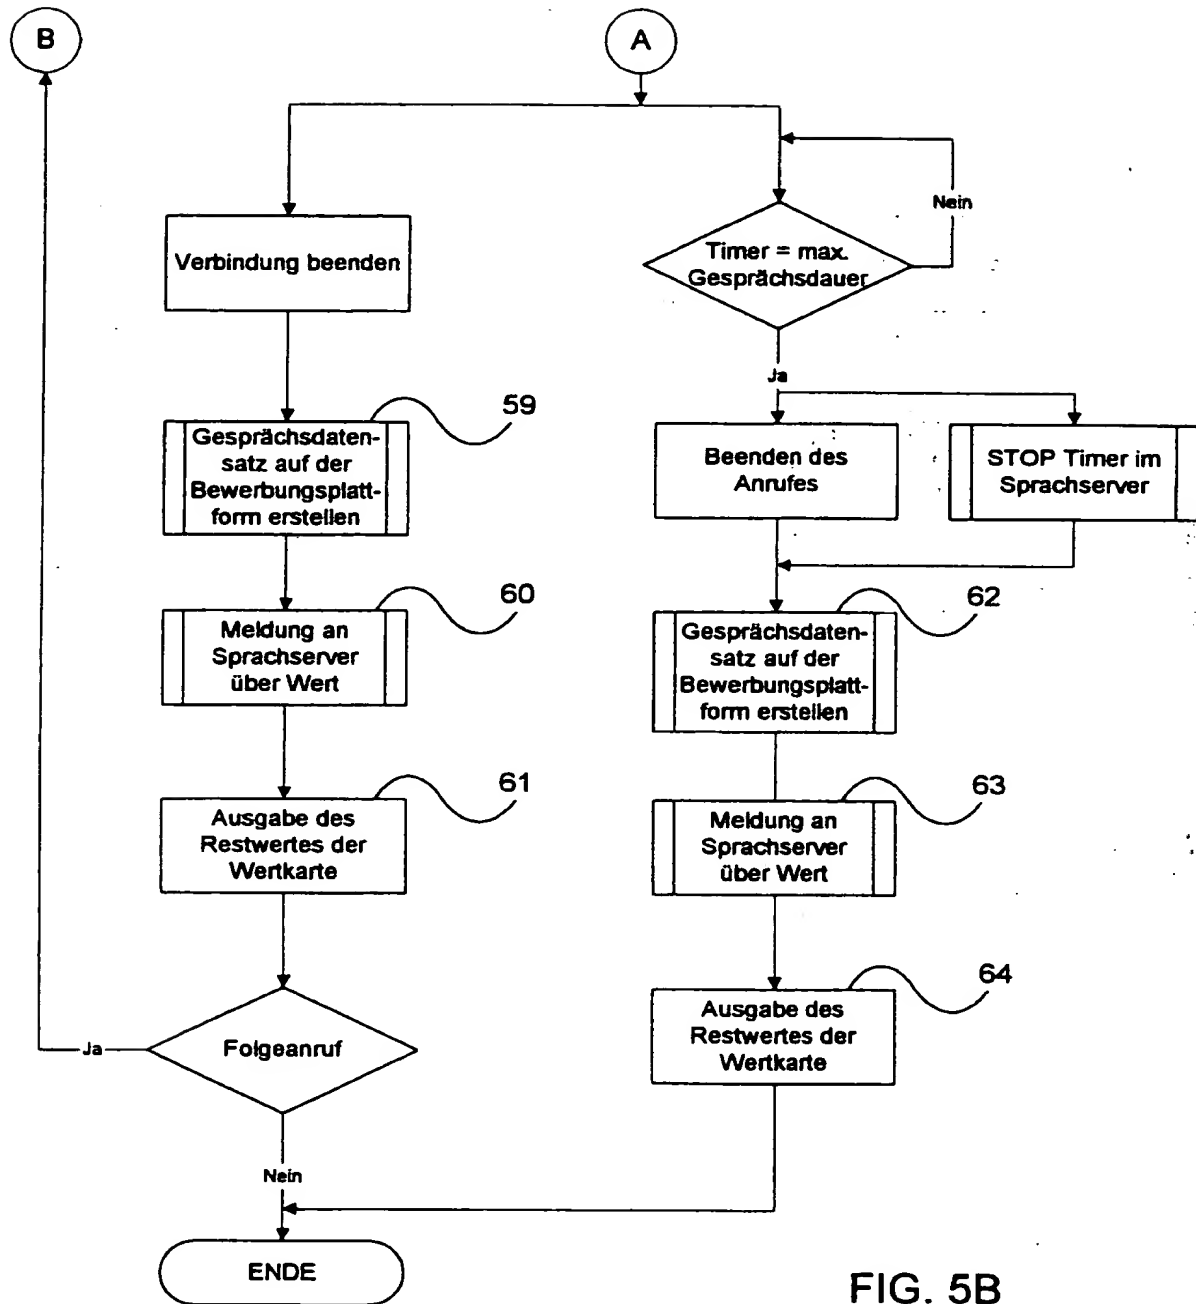 B
A
Nein
Verbindung beenden
Timer = max.
Gesprächsdauer
Ja
59
Gesprächsdaten-
satz auf der
Bewerbungsplatt-
form erstellen
Beenden des
Anrufes
STOP Timer im
Sprachserver
60
Meldung an
Sprachserver
über Wert
62
Gesprächsdaten-
satz auf der
Bewerbungsplatt-
form erstellen
61
Ausgabe des
Restwertes der
Wertkarte
63
Meldung an
Sprachserver
über Wert
Ja
Folgeanruf
64
Ausgabe des
Restwertes der
Wertkarte
Nein
ENDE
FIG. 5B